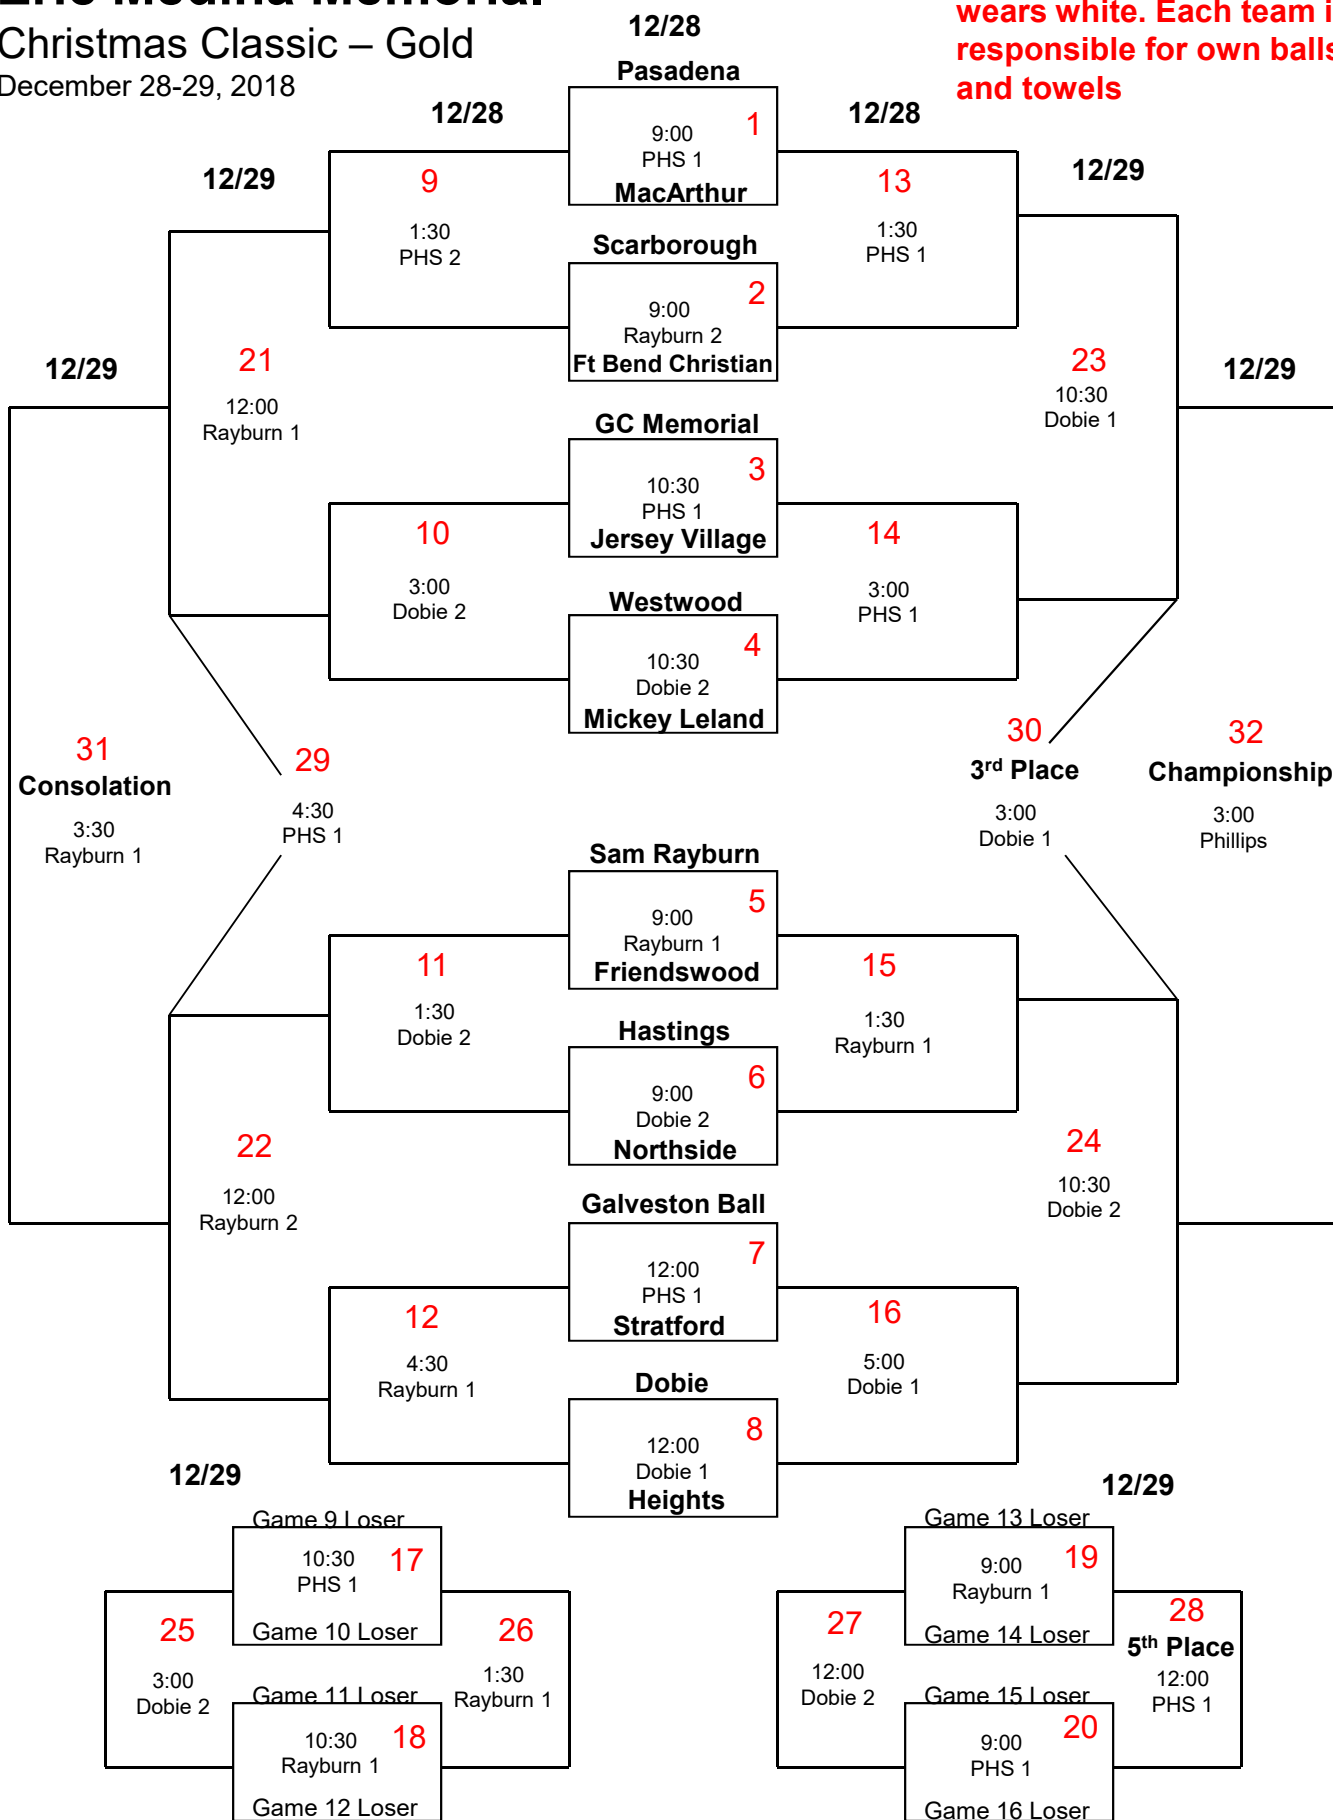 Christmas Classic – Gold
December 28-29, 2018
wears white. Each team i
responsible for own balls
and towels
12/28
Pasadena
12/28
12/28
9:00
1
PHS 1
MacArthur
12/29
12/29
9
13
1:30
PHS 2
1:30
PHS 1
Scarborough
9:00
2
Rayburn 2
Ft Bend Christian
12/29
21
12:00
Rayburn 1
23
10:30
Dobie 1
12/29
GC Memorial
10:30
3
PHS 1
Jersey Village
10
3:00
Dobie 2
14
3:00
PHS 1
Westwood
10:30
4
Dobie 2
Mickey Leland
31
Consolation
3:30
Rayburn 1
29
4:30
PHS 1
30
3rd Place
3:00
Dobie 1
32
Championship
3:00
Phillips
Sam Rayburn
9:00
5
Rayburn 1
Friendswood
11
1:30
Dobie 2
15
1:30
Rayburn 1
Hastings
9:00
6
Dobie 2
Northside
22
12:00
Rayburn 2
24
10:30
Dobie 2
Galveston Ball
12:00
7
PHS 1
Stratford
12
4:30
Rayburn 1
16
5:00
Dobie 1
Dobie
12:00
8
Dobie 1
Heights
12/29
12/29
Game 9 Loser
10:30
17
PHS 1
Game 10 Loser
25
3:00
Dobie 2
26
1:30
Rayburn 1
Game 11 Loser
10:30
18
Rayburn 1
Game 12 Loser
Game 13 Loser
9:00
19
Rayburn 1
Game 14 Loser
27
12:00
Dobie 2
28
5th Place
12:00
PHS 1
Game 15 Loser
9:00
20
PHS 1
Game 16 Loser